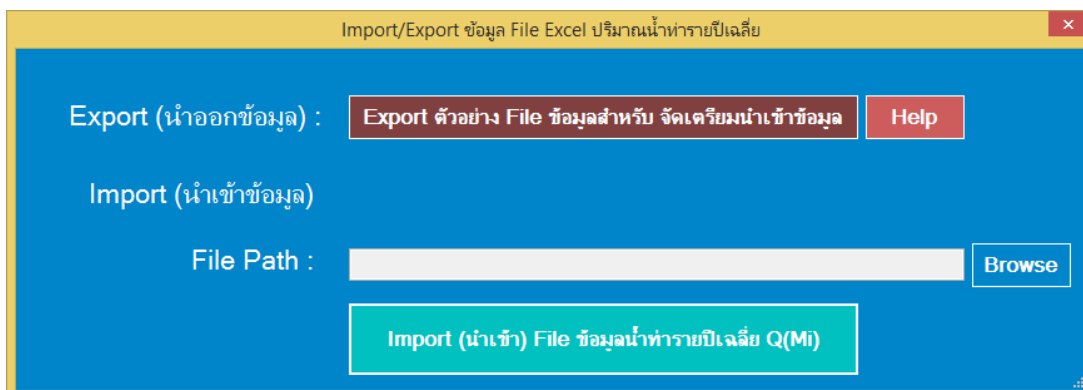 Import/Export ข้อมูล File Excel ปริมาณน้ำท่ารายปีเฉลี่ย
Export (นำออกข้อมูล) : Export ตัวอย่าง File ข้อมูลสำหรับ จัดเตรียมนำเข้าข้อมูล Help
Import (นำเข้าข้อมูล)
File Path : Browse
Import (นำเข้า) File ข้อมูลน้ำท่ารายปีเฉลี่ย Q(Mi)